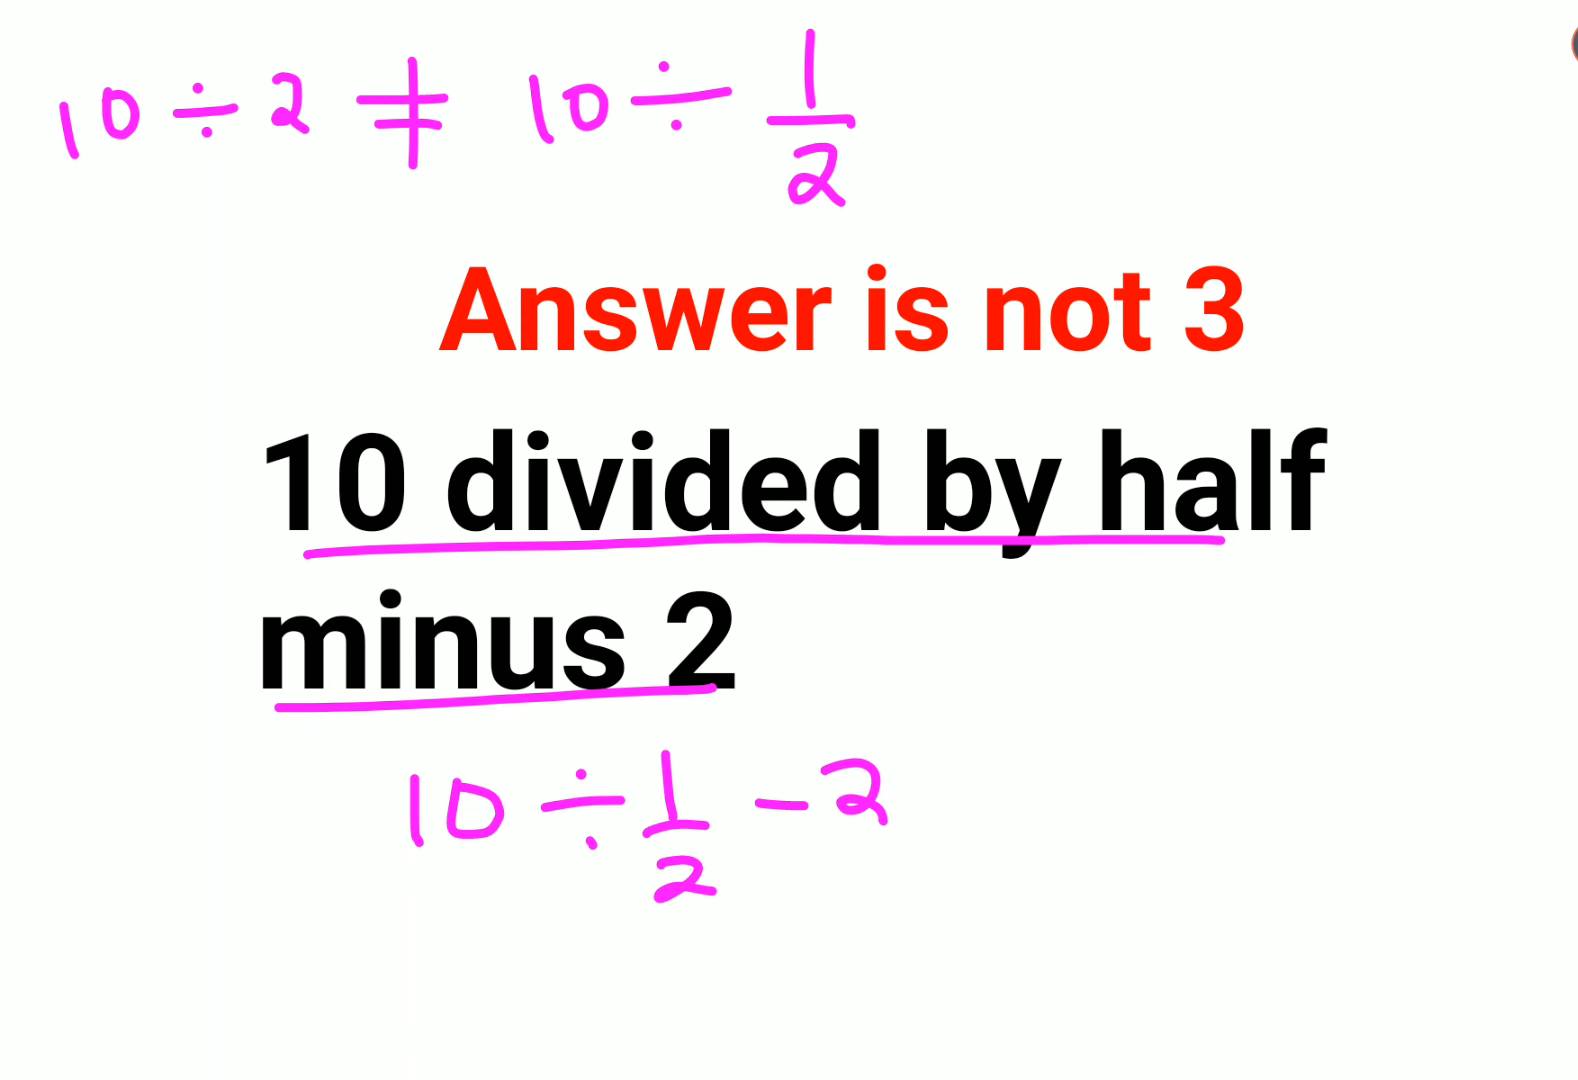 10 ÷ 2 ≠ 10 ÷ 1/2
Answer is not 3
10 divided by half
minus 2
10 ÷ 1/2 - 2